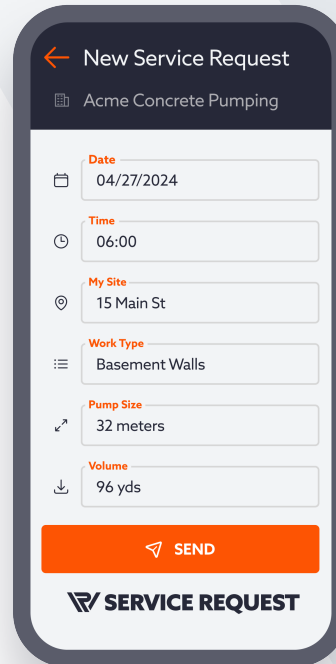 New Service Request
Acme Concrete Pumping
Date
04/27/2024
Time
06:00
My Site
15 Main St
Work Type
Basement Walls
Pump Size
32 meters
Volume
96 yds
SEND
SERVICE REQUEST